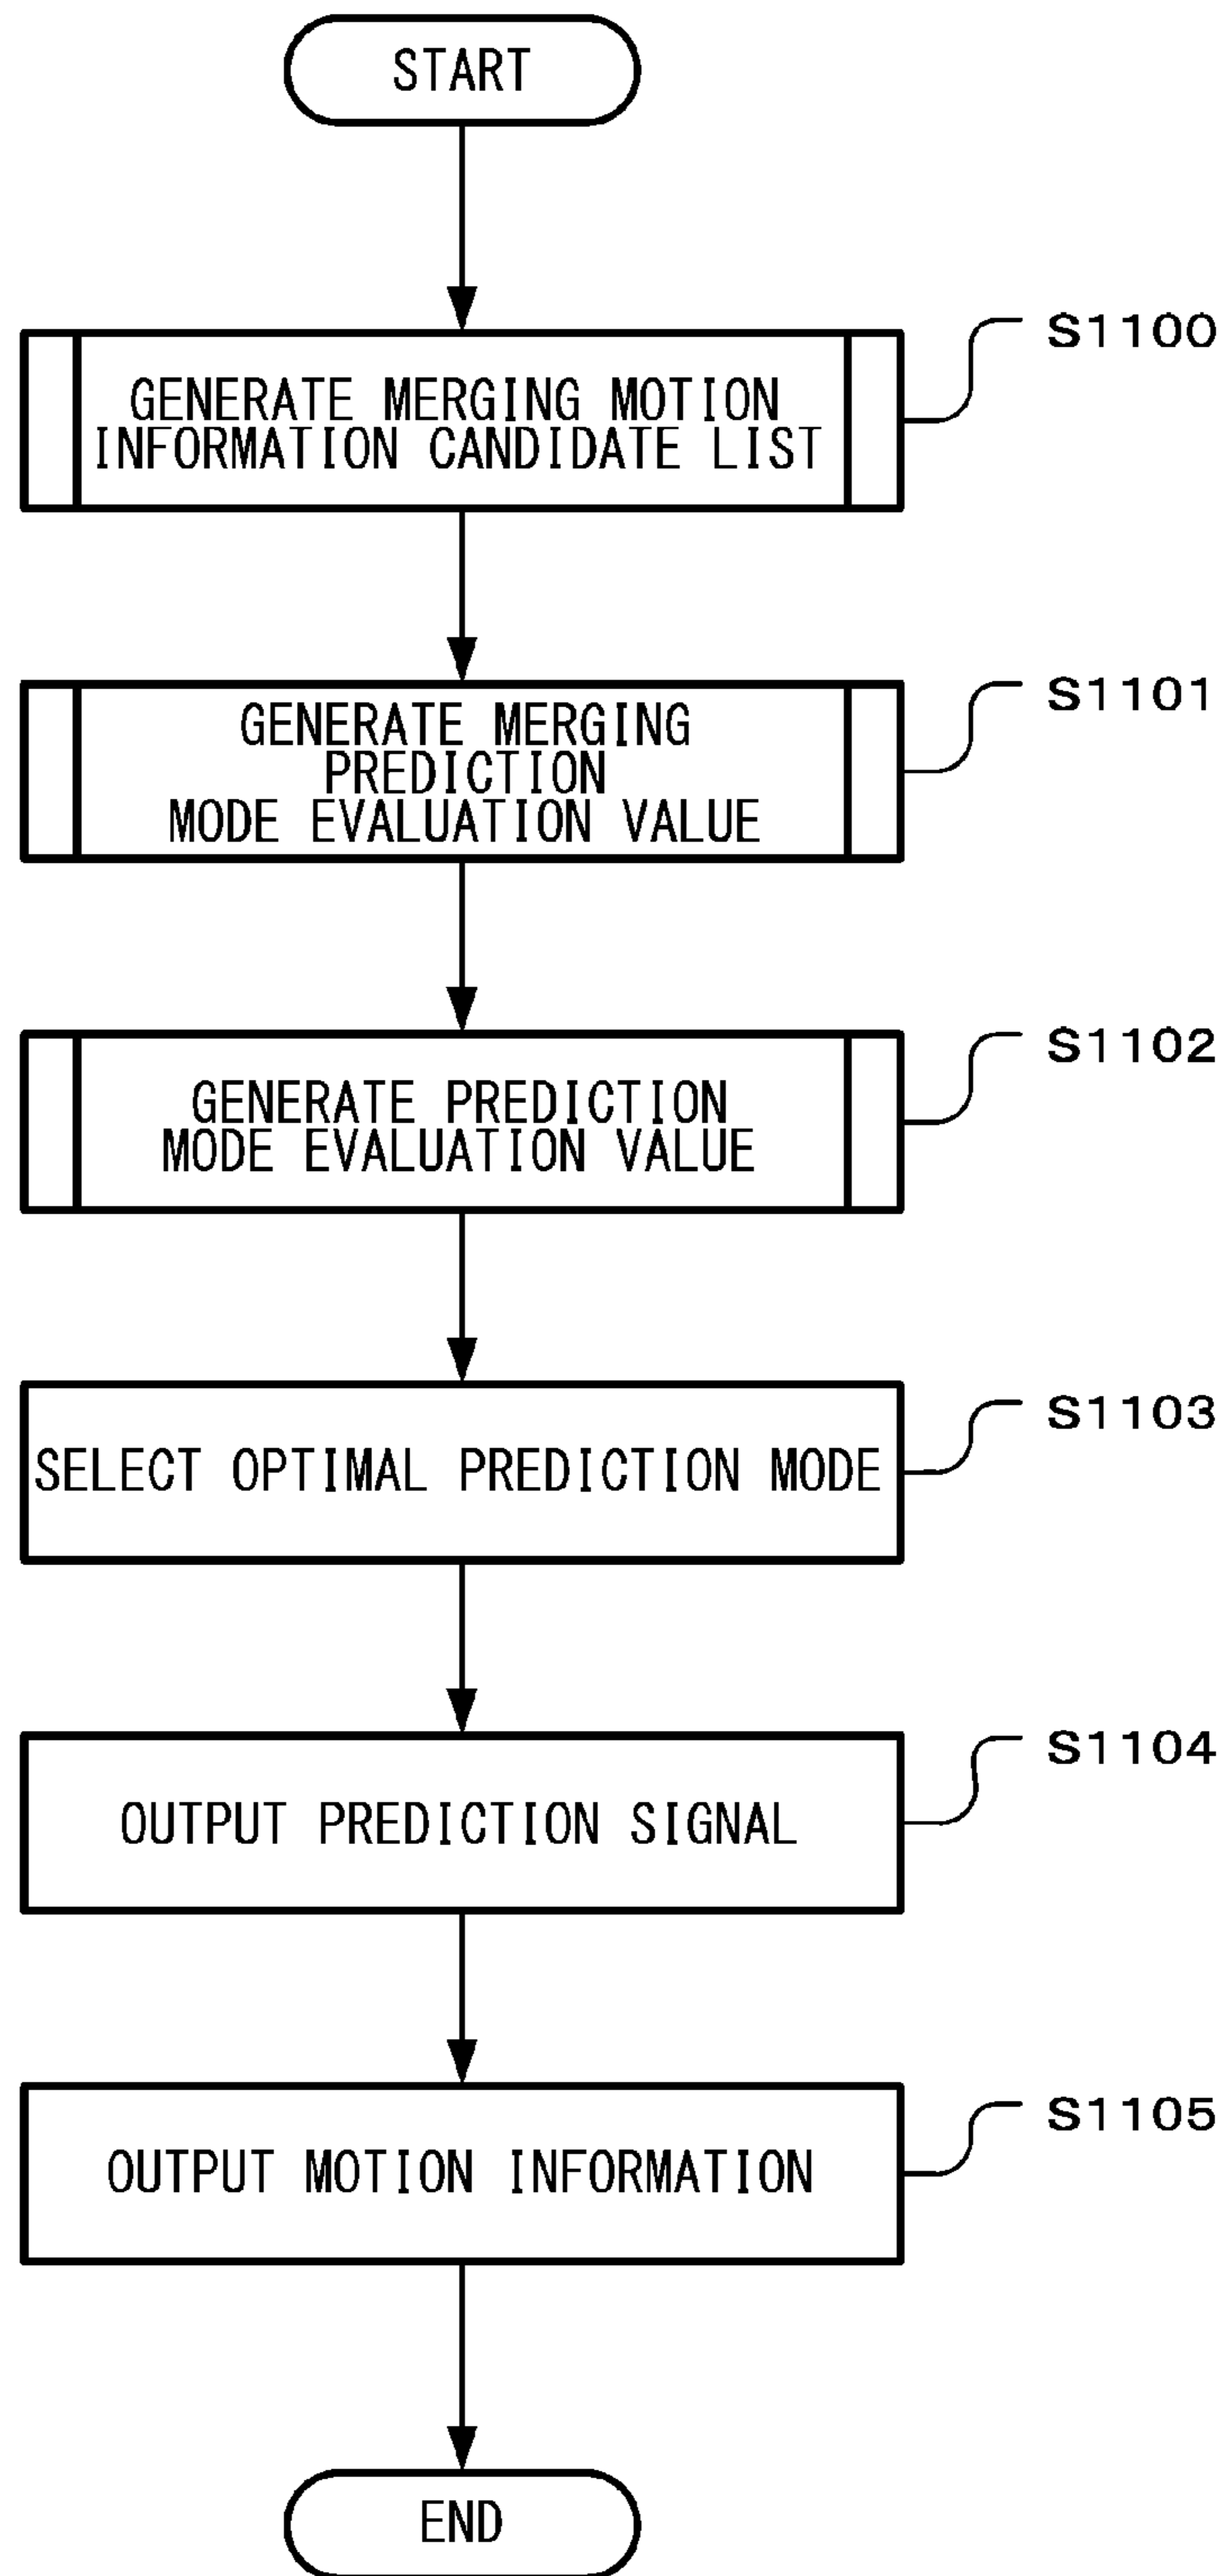 START
S1100
GENERATE MERGING MOTION
INFORMATION CANDIDATE LIST
S1101
GENERATE MERGING
PREDICTION
MODE EVALUATION VALUE
S1102
GENERATE PREDICTION
MODE EVALUATION VALUE
S1103
SELECT OPTIMAL PREDICTION MODE
S1104
OUTPUT PREDICTION SIGNAL
S1105
OUTPUT MOTION INFORMATION
END